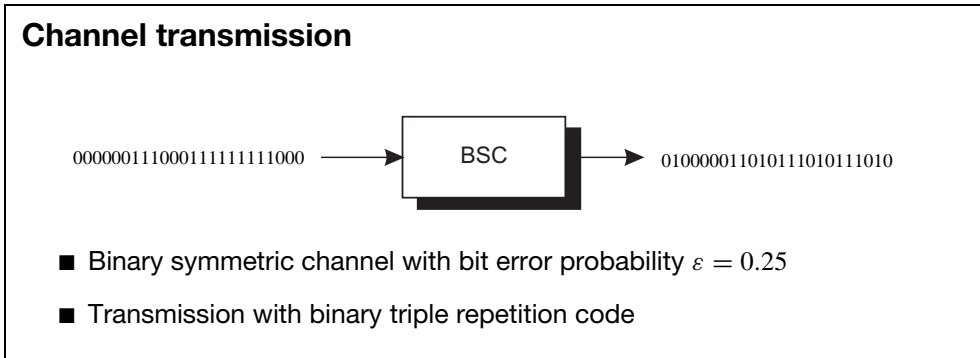 Channel transmission
000000111000111111111000
BSC
010000011010111010111010
■ Binary symmetric channel with bit error probability ε = 0.25
■ Transmission with binary triple repetition code